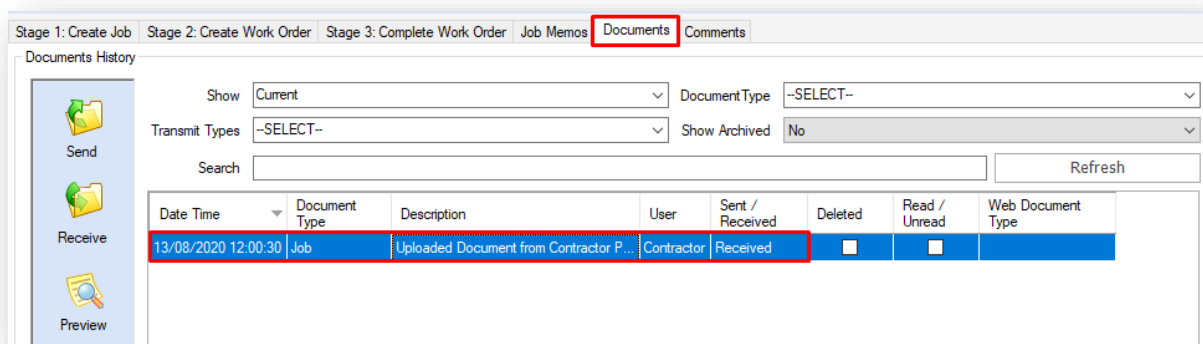 Stage 1: Create Job Stage 2: Create Work Order Stage 3: Complete Work Order Job Memos Documents Comments
Documents History
Show Current DocumentType --SELECT--
Transmit Types --SELECT-- Show Archived No
Send
Search Refresh
Date Time Document Type Description User Sent / Received Deleted Read / Unread Web Document Type
Receive
13/08/2020 12:00:30 Job Uploaded Document from Contractor P... Contractor Received
Preview